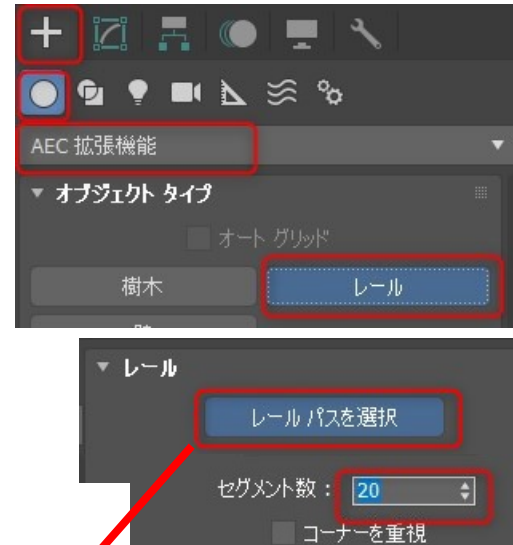 AEC 拡張機能
オブジェクト タイプ
オート グリッド
樹木 レール
レール
レール パスを選択
セグメント数： 20
コーナーを重視